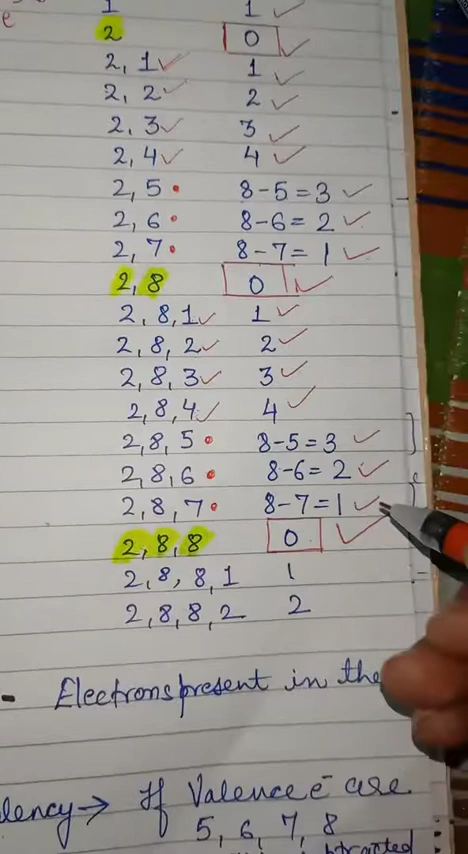 e 1 1
2 0
2, 1 1
2, 2 2
2, 3 3
2, 4 4
2, 5 8-5=3
2, 6 8-6=2
2, 7 8-7=1
2, 8 0
2, 8, 1 1
2, 8, 2 2
2, 8, 3 3
2, 8, 4 4
2, 8, 5 8-5=3
2, 8, 6 8-6=2
2, 8, 7 8-7=1
2, 8, 8 0
2, 8, 8, 1 1
2, 8, 8, 2 2
- Electrons present in the
lency → If Valence e⁻ are
5, 6, 7, 8